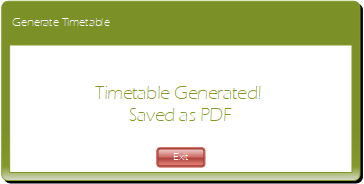 Generate Timetable
Timetable Generated!
Saved as PDF
Exit